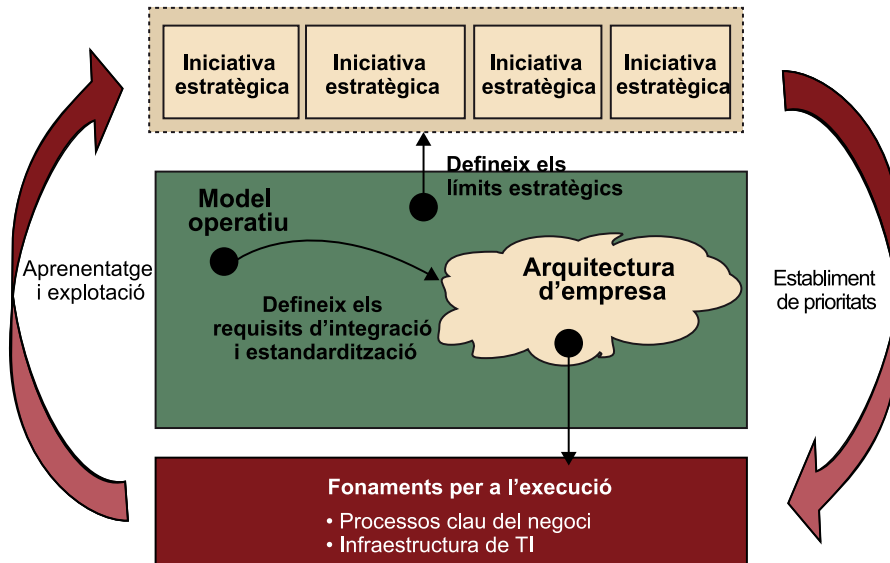 Iniciativa
estratègica
Iniciativa
estratègica
Iniciativa
estratègica
Iniciativa
estratègica
Defineix els
límits estratègics
Model
operatiu
Arquitectura
d’empresa
Aprenentatge
i explotació
Establiment
de prioritats
Defineix els
requisits d’integració
i estandardització
Fonaments per a l’execució
• Processos clau del negoci
• Infraestructura de TI